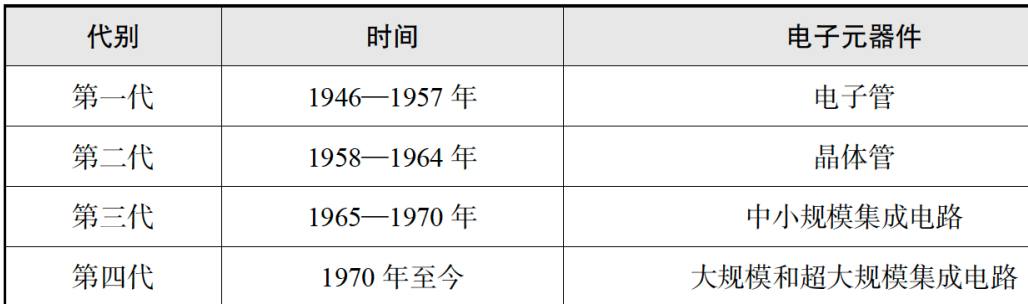 代别 时间 电子元器件
第一代 1946—1957 年 电子管
第二代 1958—1964 年 晶体管
第三代 1965—1970 年 中小规模集成电路
第四代 1970 年至今 大规模和超大规模集成电路